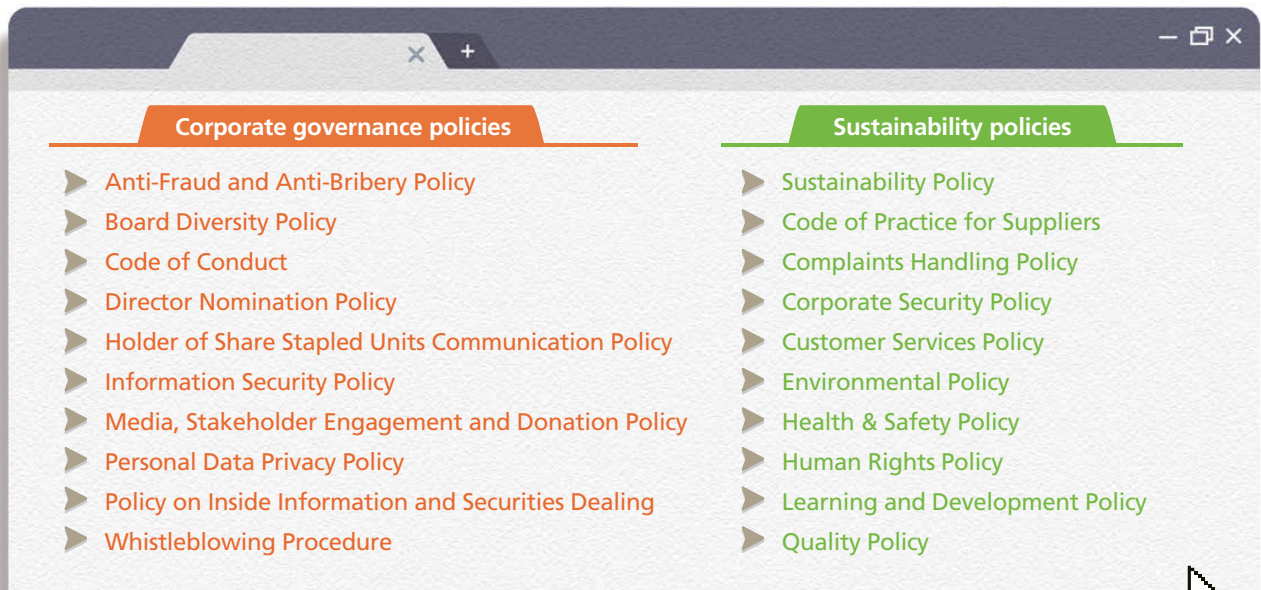 Corporate governance policies
Anti-Fraud and Anti-Bribery Policy
Board Diversity Policy
Code of Conduct
Director Nomination Policy
Holder of Share Stapled Units Communication Policy
Information Security Policy
Media, Stakeholder Engagement and Donation Policy
Personal Data Privacy Policy
Policy on Inside Information and Securities Dealing
Whistleblowing Procedure
Sustainability policies
Sustainability Policy
Code of Practice for Suppliers
Complaints Handling Policy
Corporate Security Policy
Customer Services Policy
Environmental Policy
Health & Safety Policy
Human Rights Policy
Learning and Development Policy
Quality Policy